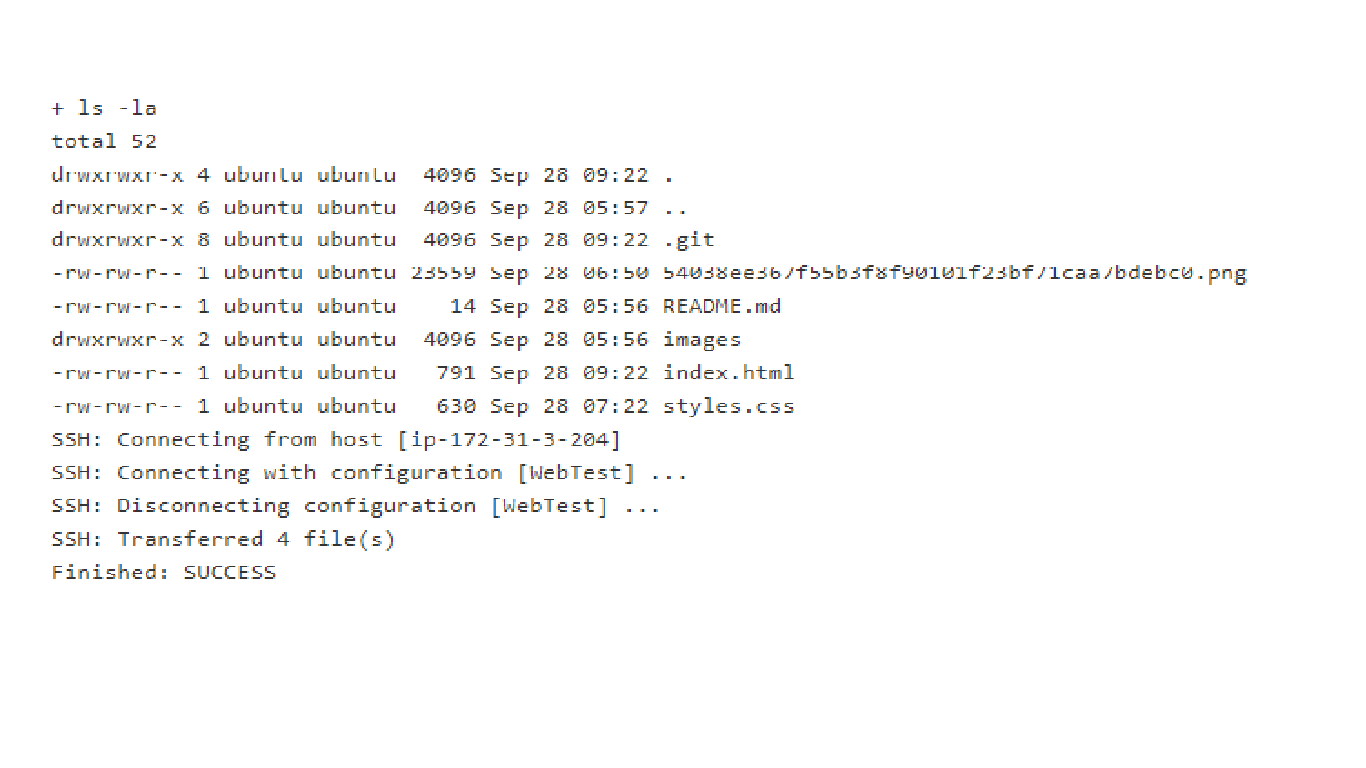 + ls -la
total 52
drwxrwxr-x 4 ubuntu ubuntu  4096 Sep 28 09:22 .
drwxrwxr-x 6 ubuntu ubuntu  4096 Sep 28 05:57 ..
drwxrwxr-x 8 ubuntu ubuntu  4096 Sep 28 09:22 .git
-rw-rw-r-- 1 ubuntu ubuntu 23559 Sep 28 06:50 54038ee367f55b3f8f90101f23bf71caa7bdebc0.png
-rw-rw-r-- 1 ubuntu ubuntu    14 Sep 28 05:56 README.md
drwxrwxr-x 2 ubuntu ubuntu  4096 Sep 28 05:56 images
-rw-rw-r-- 1 ubuntu ubuntu   791 Sep 28 09:22 index.html
-rw-rw-r-- 1 ubuntu ubuntu   630 Sep 28 07:22 styles.css
SSH: Connecting from host [ip-172-31-3-204]
SSH: Connecting with configuration [WebTest] ...
SSH: Disconnecting configuration [WebTest] ...
SSH: Transferred 4 file(s)
Finished: SUCCESS